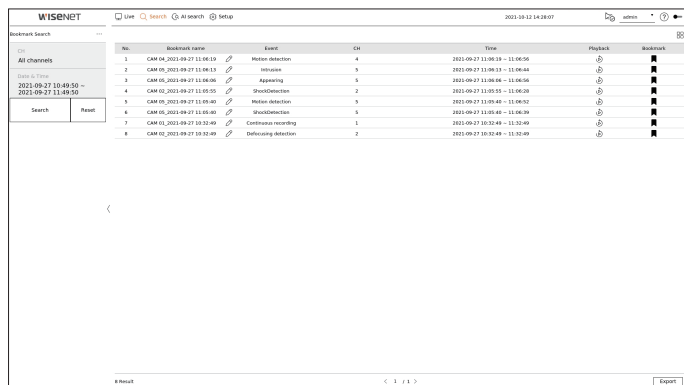 WISENET
Live Search AI search Setup 2021-10-12 14:28:07 admin ?
Bookmark Search ...
CH
All channels
Date & Time
2021-09-27 10:49:50 ~
2021-09-27 11:49:50
Search Reset
No. Bookmark name Event CH Time Playback Bookmark
1 CAM 04_2021-09-27 11:06:19 Motion detection 4 2021-09-27 11:06:19 ~ 11:06:56
2 CAM 05_2021-09-27 11:06:13 Intrusion 5 2021-09-27 11:06:13 ~ 11:06:44
3 CAM 05_2021-09-27 11:06:06 Appearing 5 2021-09-27 11:06:06 ~ 11:06:56
4 CAM 02_2021-09-27 11:05:55 ShockDetection 2 2021-09-27 11:05:55 ~ 11:06:28
5 CAM 05_2021-09-27 11:05:40 Motion detection 5 2021-09-27 11:05:40 ~ 11:06:52
6 CAM 05_2021-09-27 11:05:40 ShockDetection 5 2021-09-27 11:05:40 ~ 11:06:39
7 CAM 01_2021-09-27 10:32:49 Continuous recording 1 2021-09-27 10:32:49 ~ 11:32:49
8 CAM 02_2021-09-27 10:32:49 Defocusing detection 2 2021-09-27 10:32:49 ~ 11:32:49
8 Result < 1 / 1 > Export